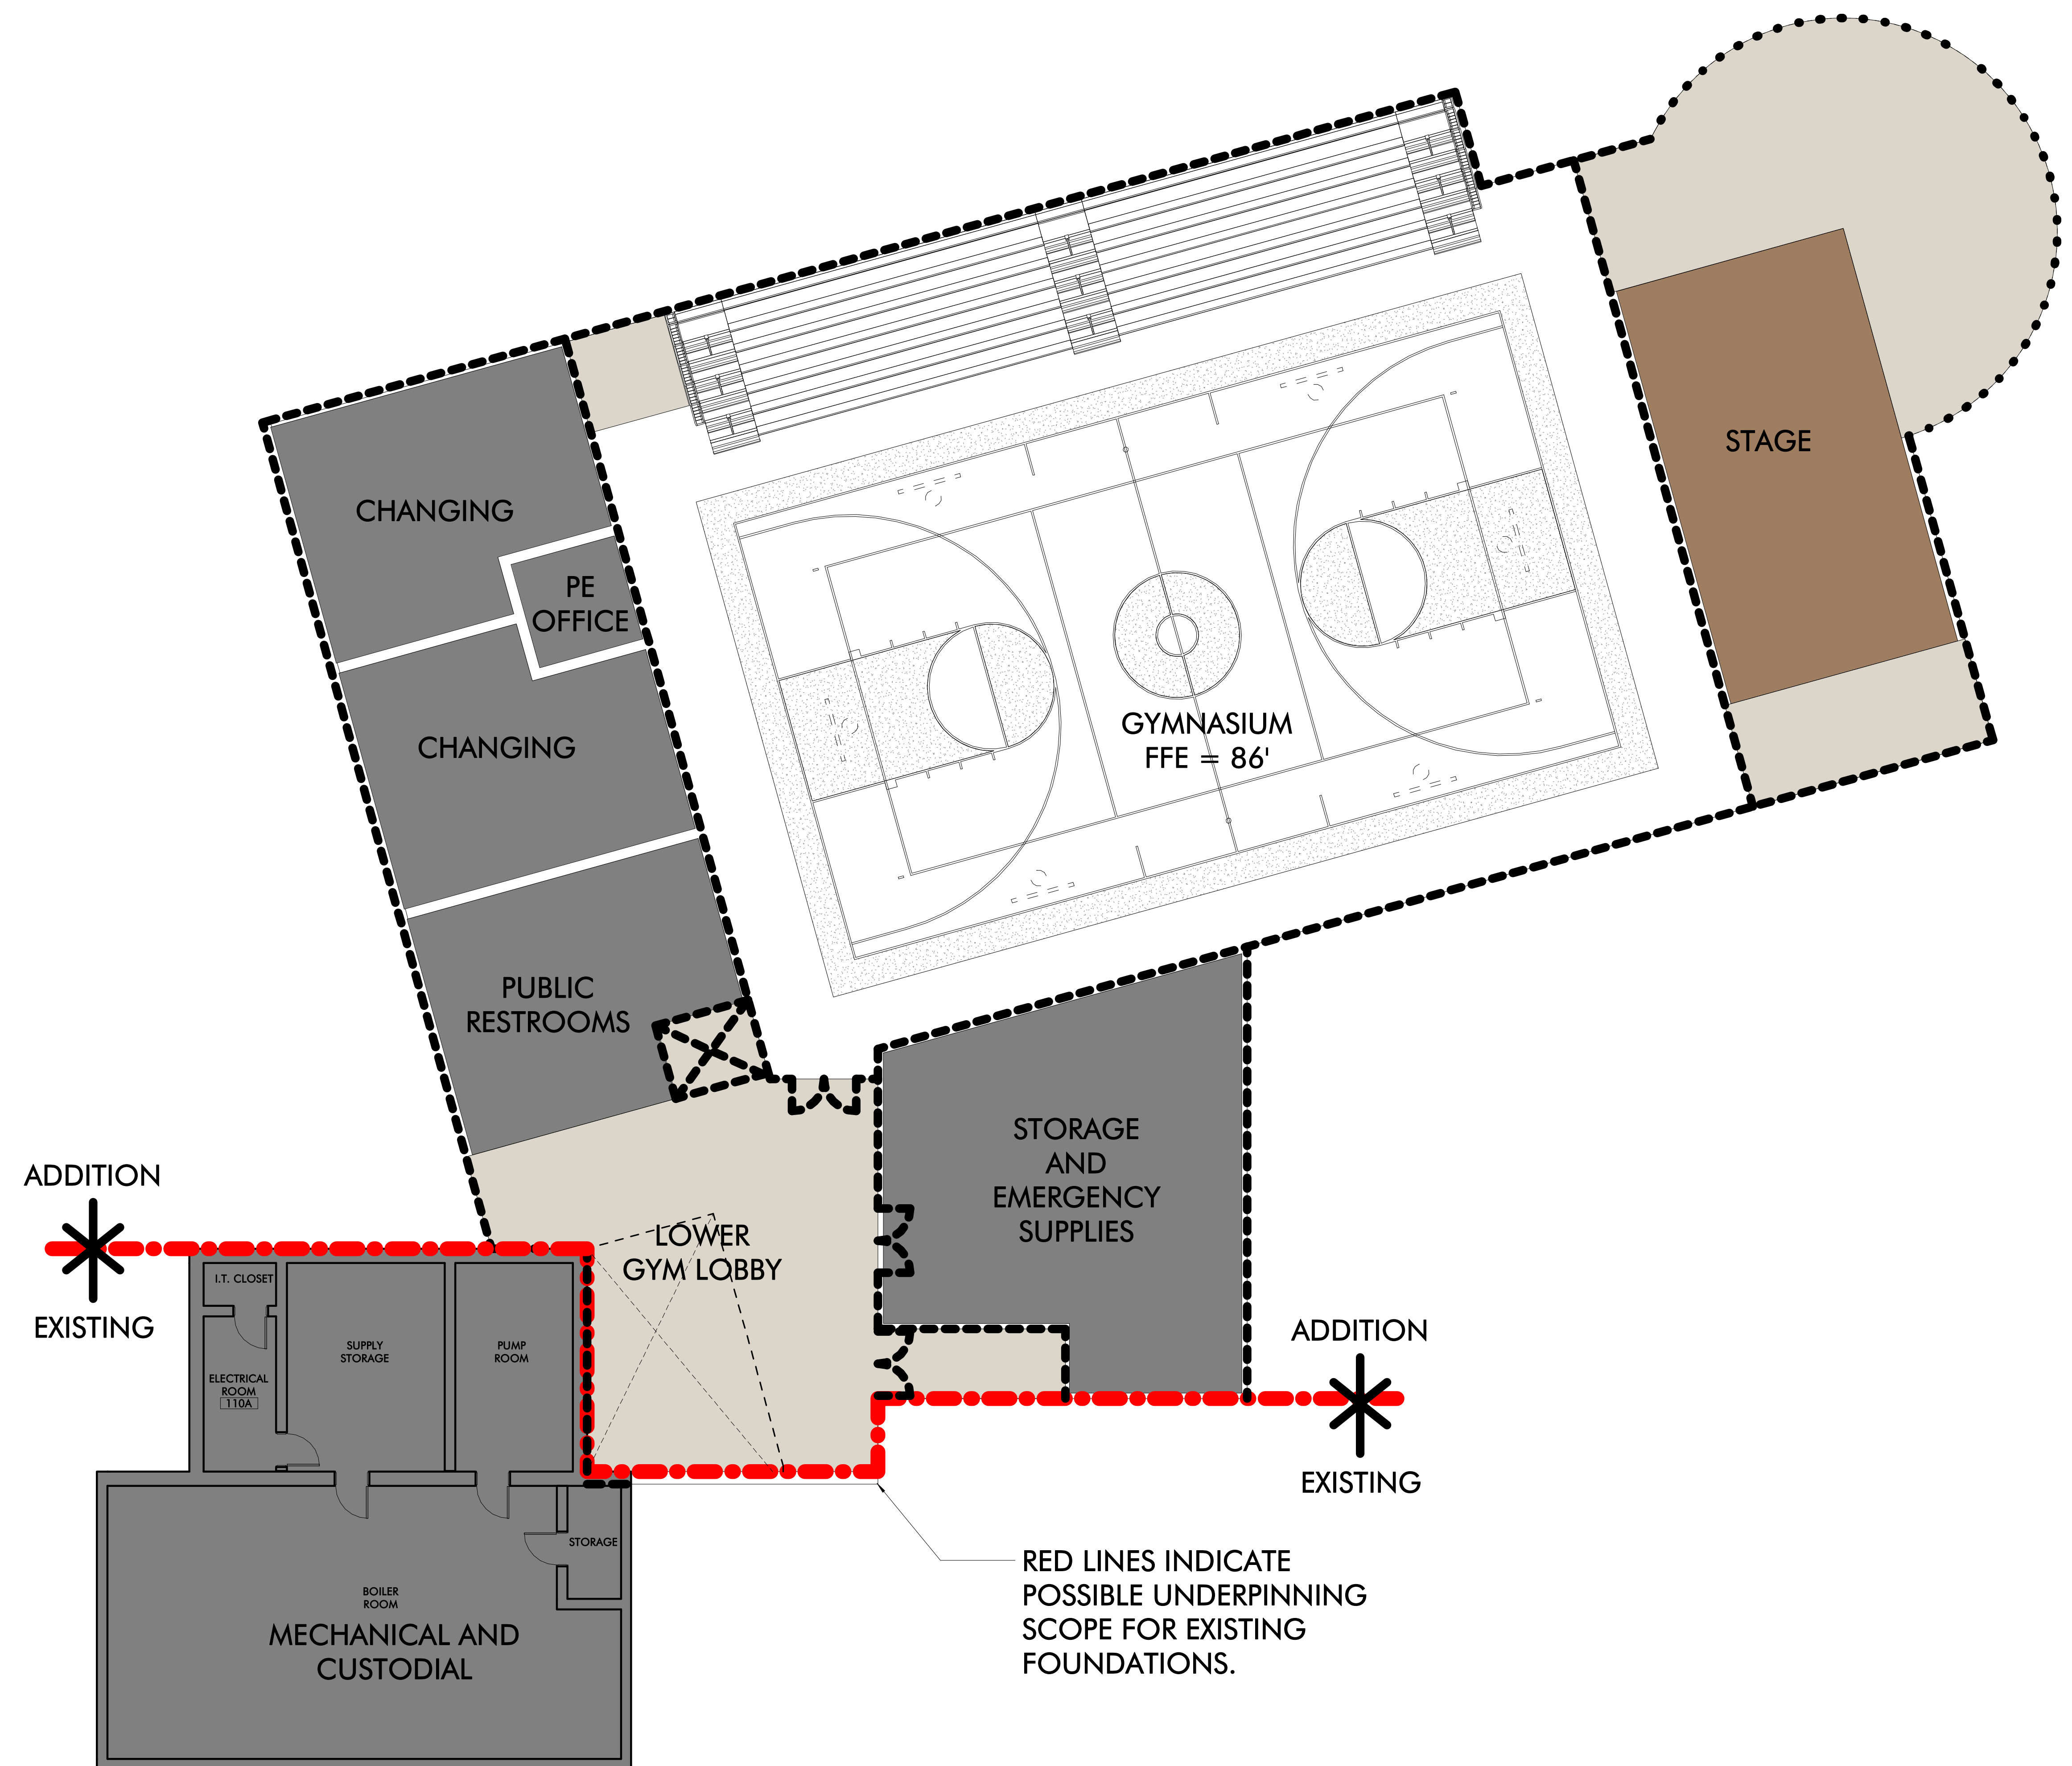 STAGE
CHANGING
PE
OFFICE
GYMNASIUM
FFE = 86'
CHANGING
PUBLIC
RESTROOMS
STORAGE
AND
EMERGENCY
SUPPLIES
ADDITION
EXISTING
LOWER
GYM LOBBY
I.T. CLOSET
SUPPLY
STORAGE
PUMP
ROOM
ELECTRICAL
ROOM
110A
ADDITION
EXISTING
STORAGE
BOILER
ROOM
MECHANICAL AND
CUSTODIAL
RED LINES INDICATE
POSSIBLE UNDERPINNING
SCOPE FOR EXISTING
FOUNDATIONS.